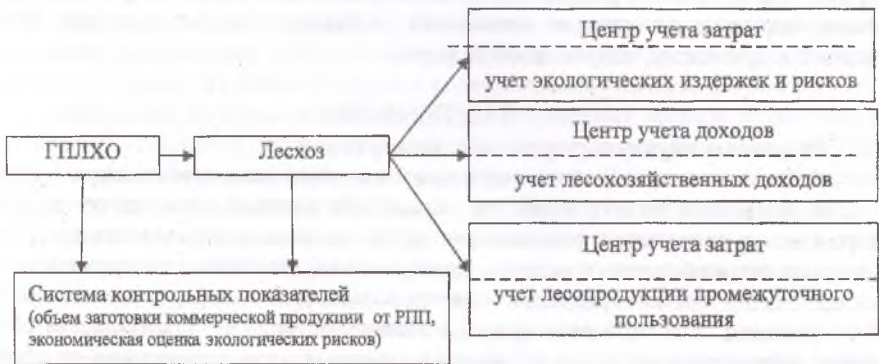 Центр учета затрат
учет экологических издержек и рисков
ГПЛХО
Лесхоз
Центр учета доходов
учет лесохозяйственных доходов
Центр учета затрат
учет лесопродукции промежуточного
пользования
Система контрольных показателей
(объем заготовки коммерческой продукции от РПП,
экономическая оценка экологических рисков)